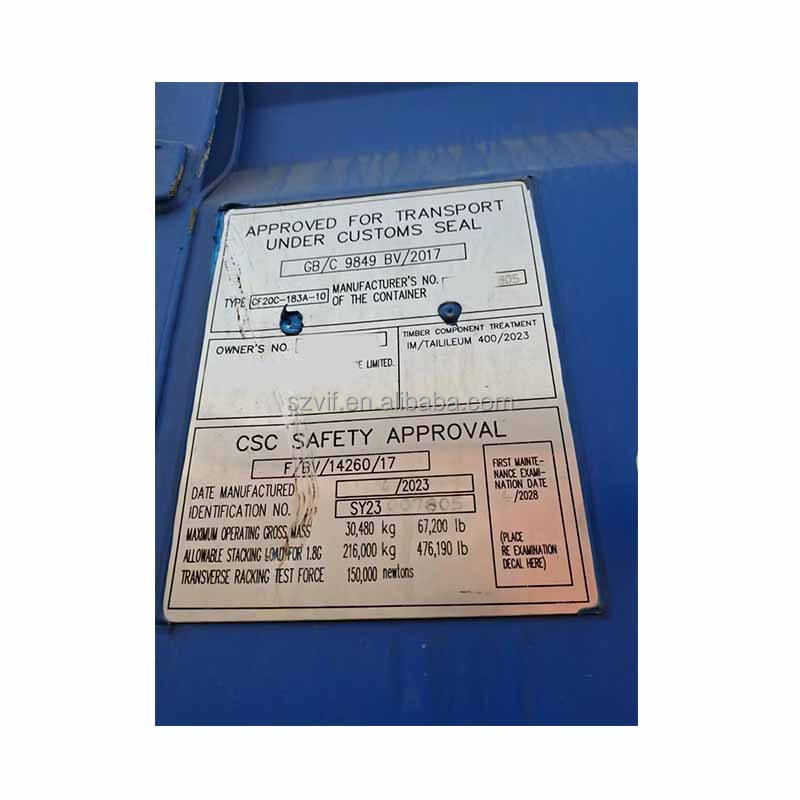 APPROVED FOR TRANSPORT
UNDER CUSTOMS SEAL
GB/C 9849 BV/2017
TYPE CF20C-183A-10 MANUFACTURER'S NO. 805
OF THE CONTAINER
OWNER'S NO.
LIMITED.
TIMBER COMPONENT TREATMENT
IM/TAILILEUM 400/2023
szvif.en.alibaba.com
CSC SAFETY APPROVAL
F/BV/14260/17
DATE MANUFACTURED /2023
IDENTIFICATION NO. SY23
MAXIMUM OPERATING GROSS MASS 30,480 kg 67,200 lb
ALLOWABLE STACKING LOAD FOR 1.8G 216,000 kg 476,190 lb
TRANSVERSE RACKING TEST FORCE 150,000 newtons
FIRST MAINTE-
NANCE EXAMI-
NATION DATE
/2028
(PLACE
RE EXAMINATION
DECAL HERE)